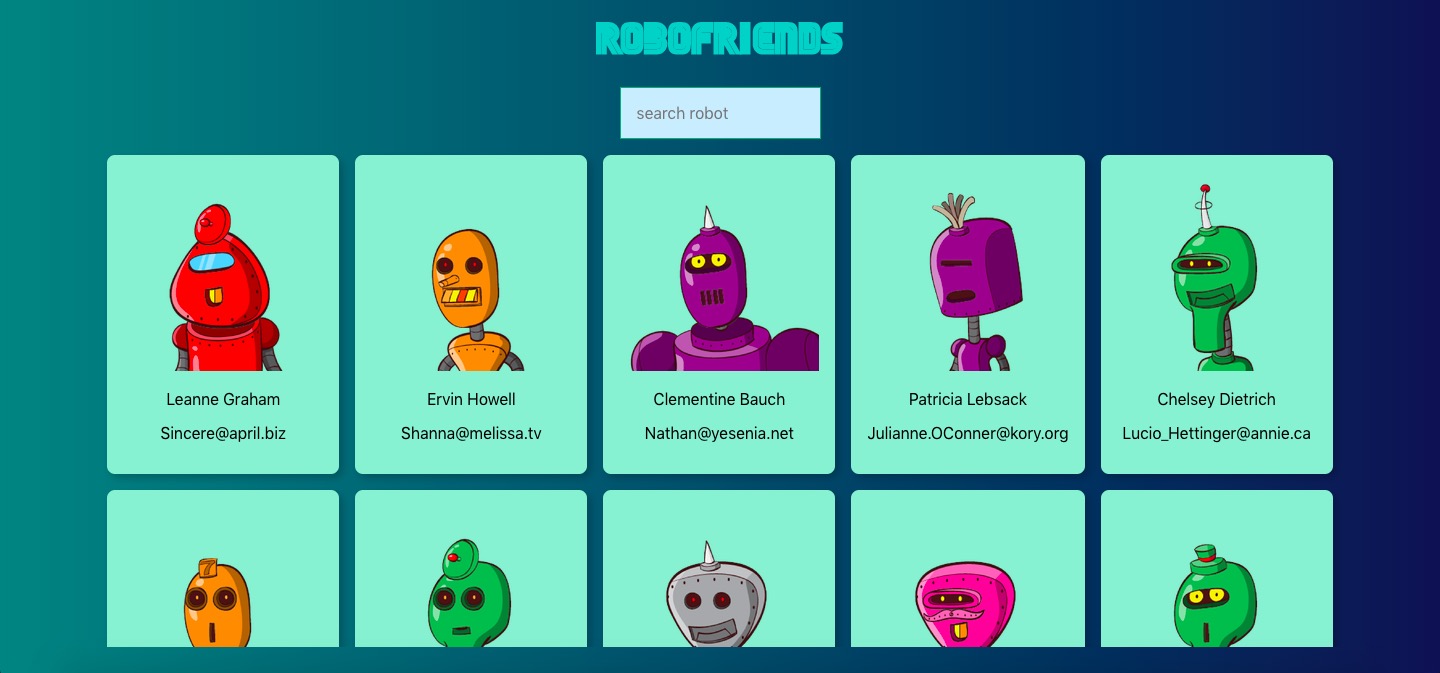 ROBOFRIENDS
search robot
Leanne Graham
Sincere@april.biz
Ervin Howell
Shanna@melissa.tv
Clementine Bauch
Nathan@yesenia.net
Patricia Lebsack
Julianne.OConner@kory.org
Chelsey Dietrich
Lucio_Hettinger@annie.ca
7